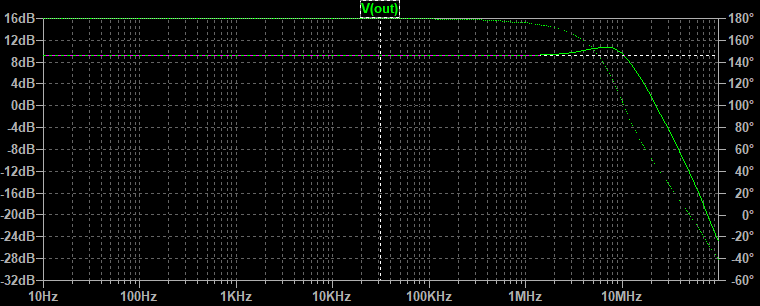 V(out)
16dB 180°
12dB 160°
8dB 140°
4dB 120°
0dB 100°
-4dB 80°
-8dB 60°
-12dB 40°
-16dB 20°
-20dB 0°
-24dB -20°
-28dB -40°
-32dB -60°
10Hz 100Hz 1KHz 10KHz 100KHz 1MHz 10MHz